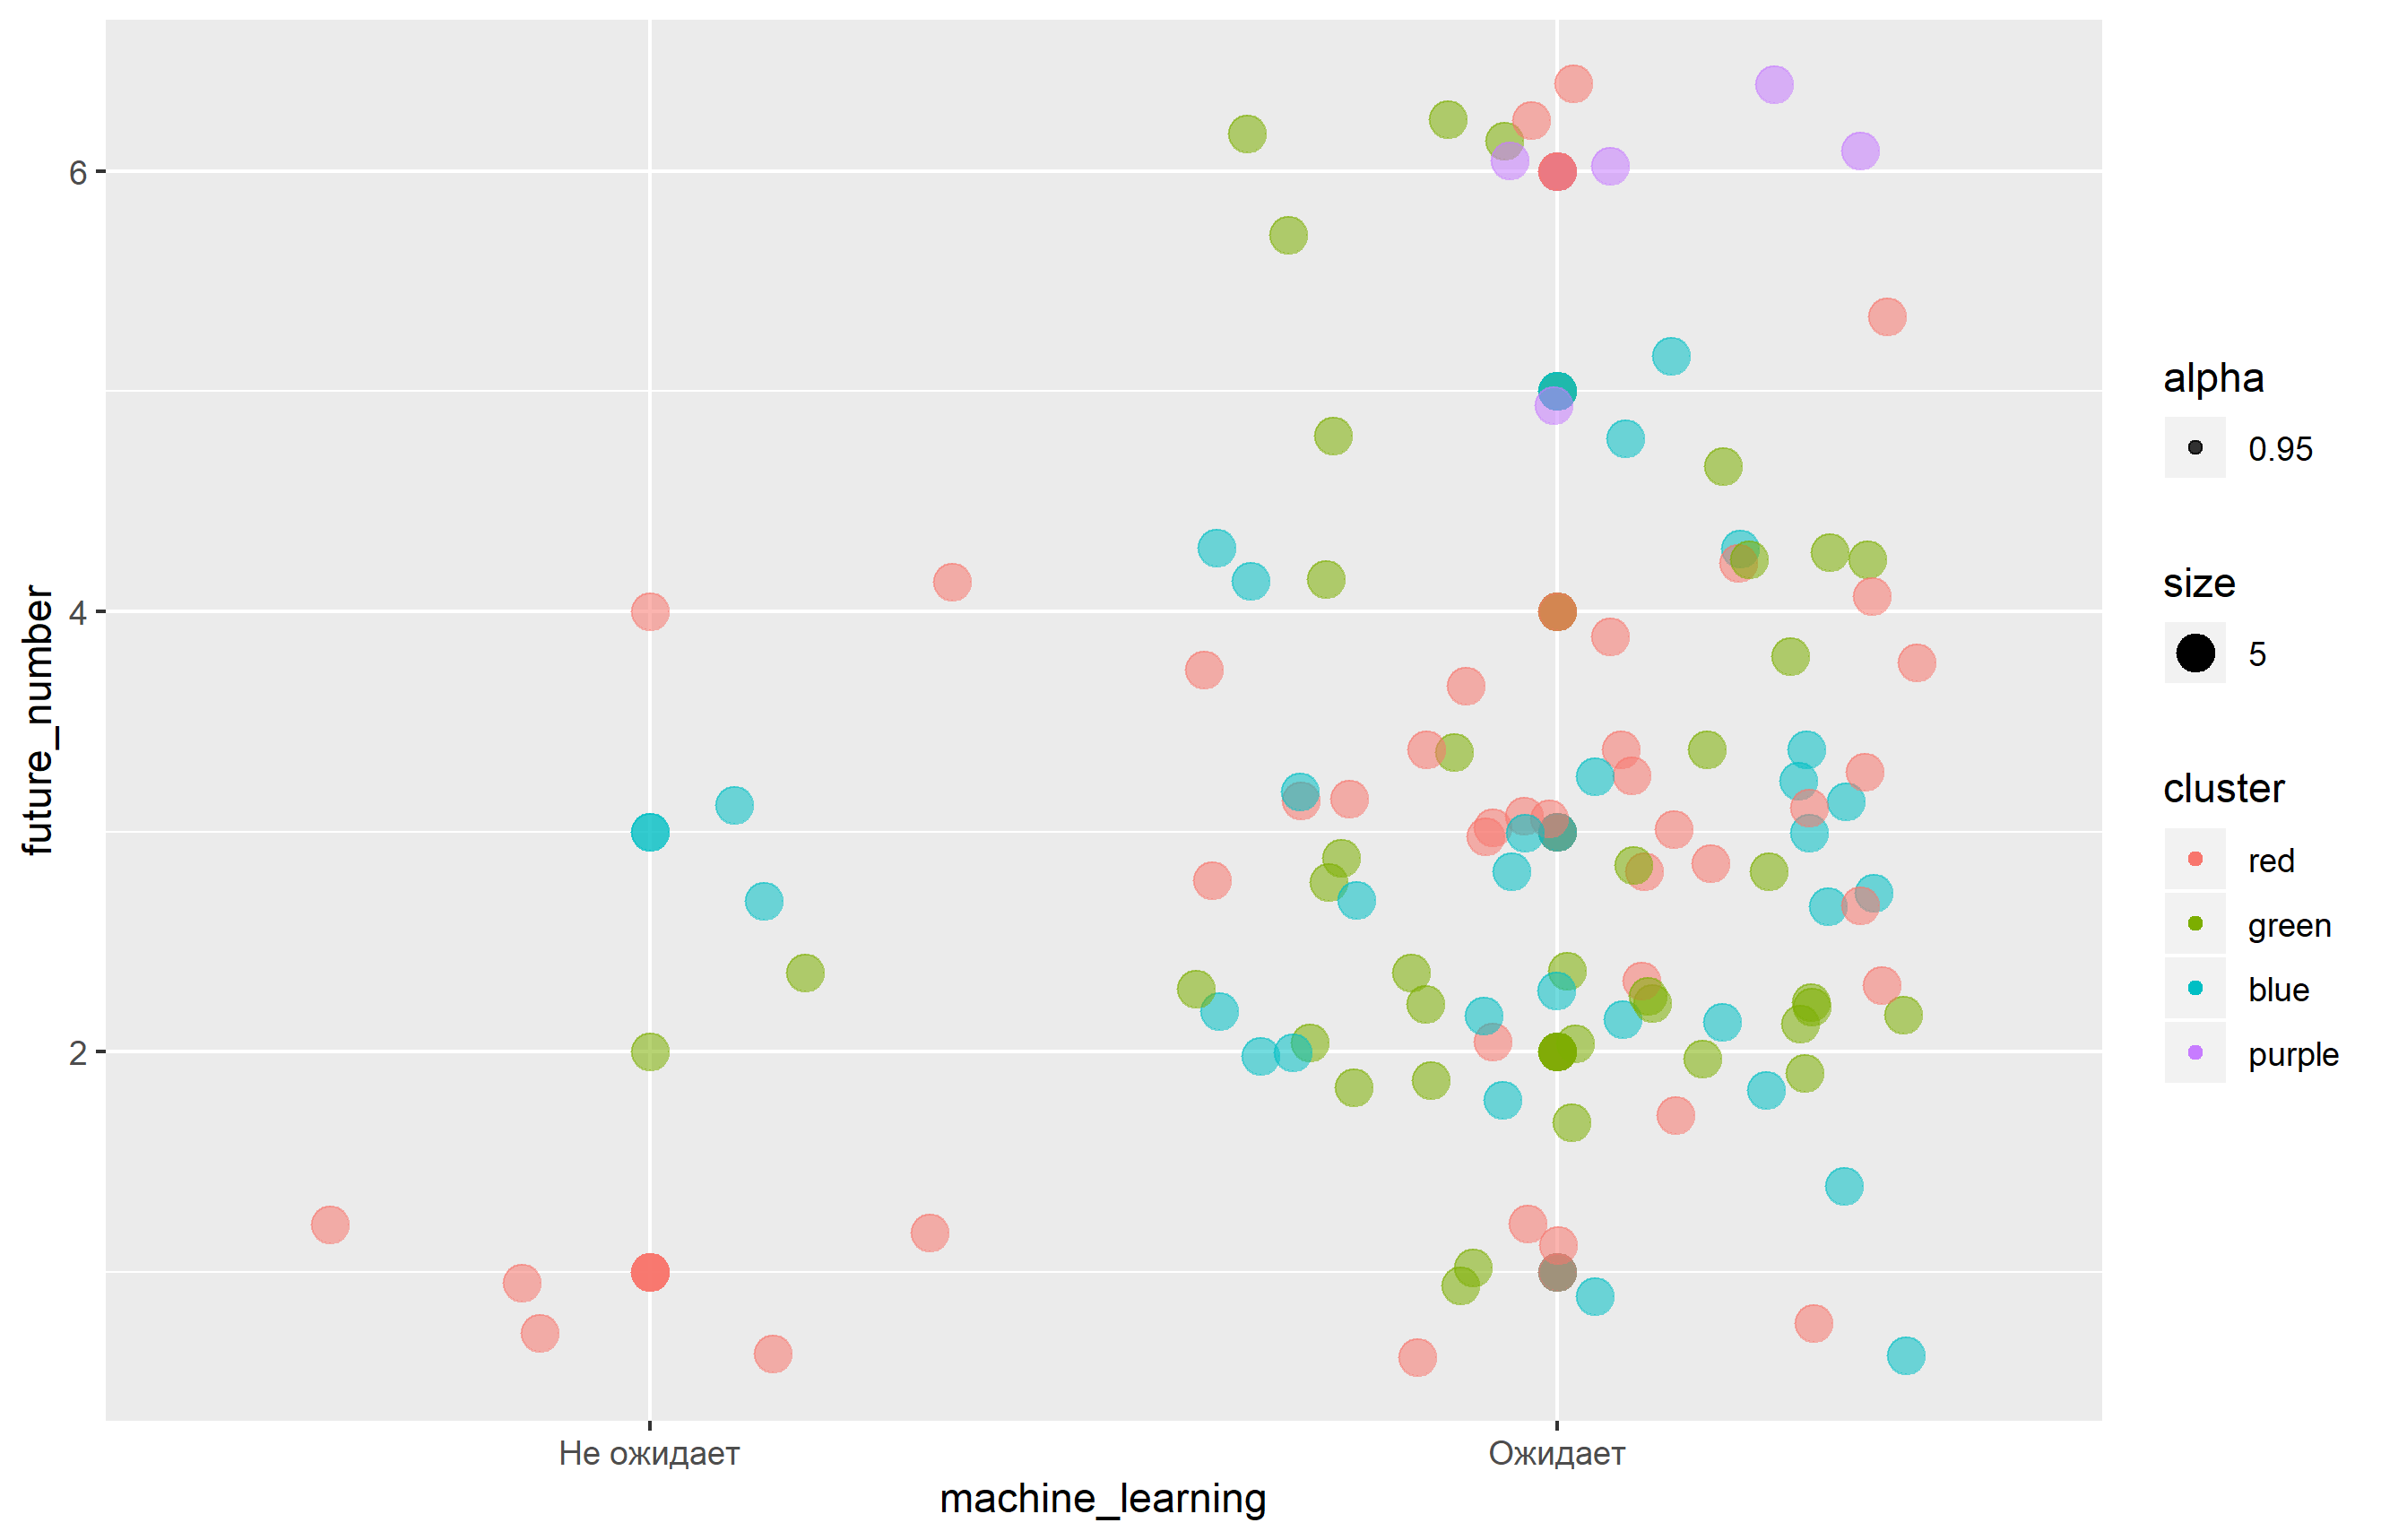 future_number
6
4
2
Не ожидает
Ожидает
machine_learning
alpha
0.95
size
5
cluster
red
green
blue
purple